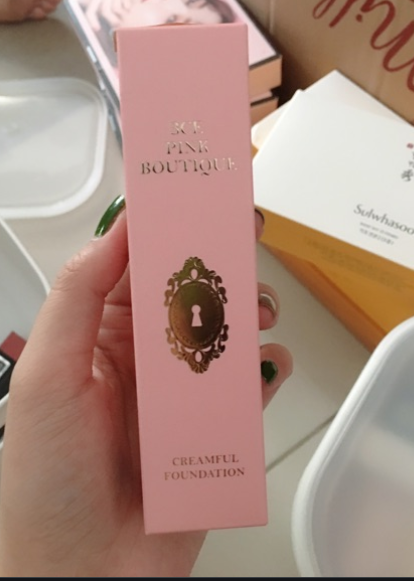 3CE
PINK
BOUTIQUE
CREAMFUL
FOUNDATION
Sulwhasoo